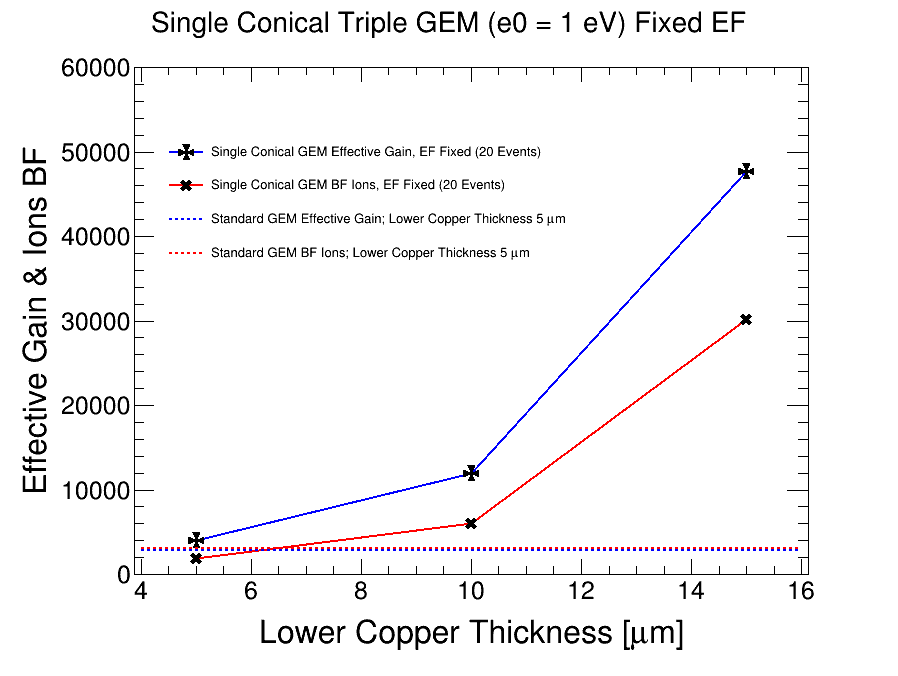 Single Conical Triple GEM (e0 = 1 eV) Fixed EF
Effective Gain & Ions BF
60000
50000
40000
30000
20000
10000
0
Single Conical GEM Effective Gain, EF Fixed (20 Events)
Single Conical GEM BF Ions, EF Fixed (20 Events)
Standard GEM Effective Gain; Lower Copper Thickness 5 μm
Standard GEM BF Ions; Lower Copper Thickness 5 μm
4 6 8 10 12 14 16
Lower Copper Thickness [μm]